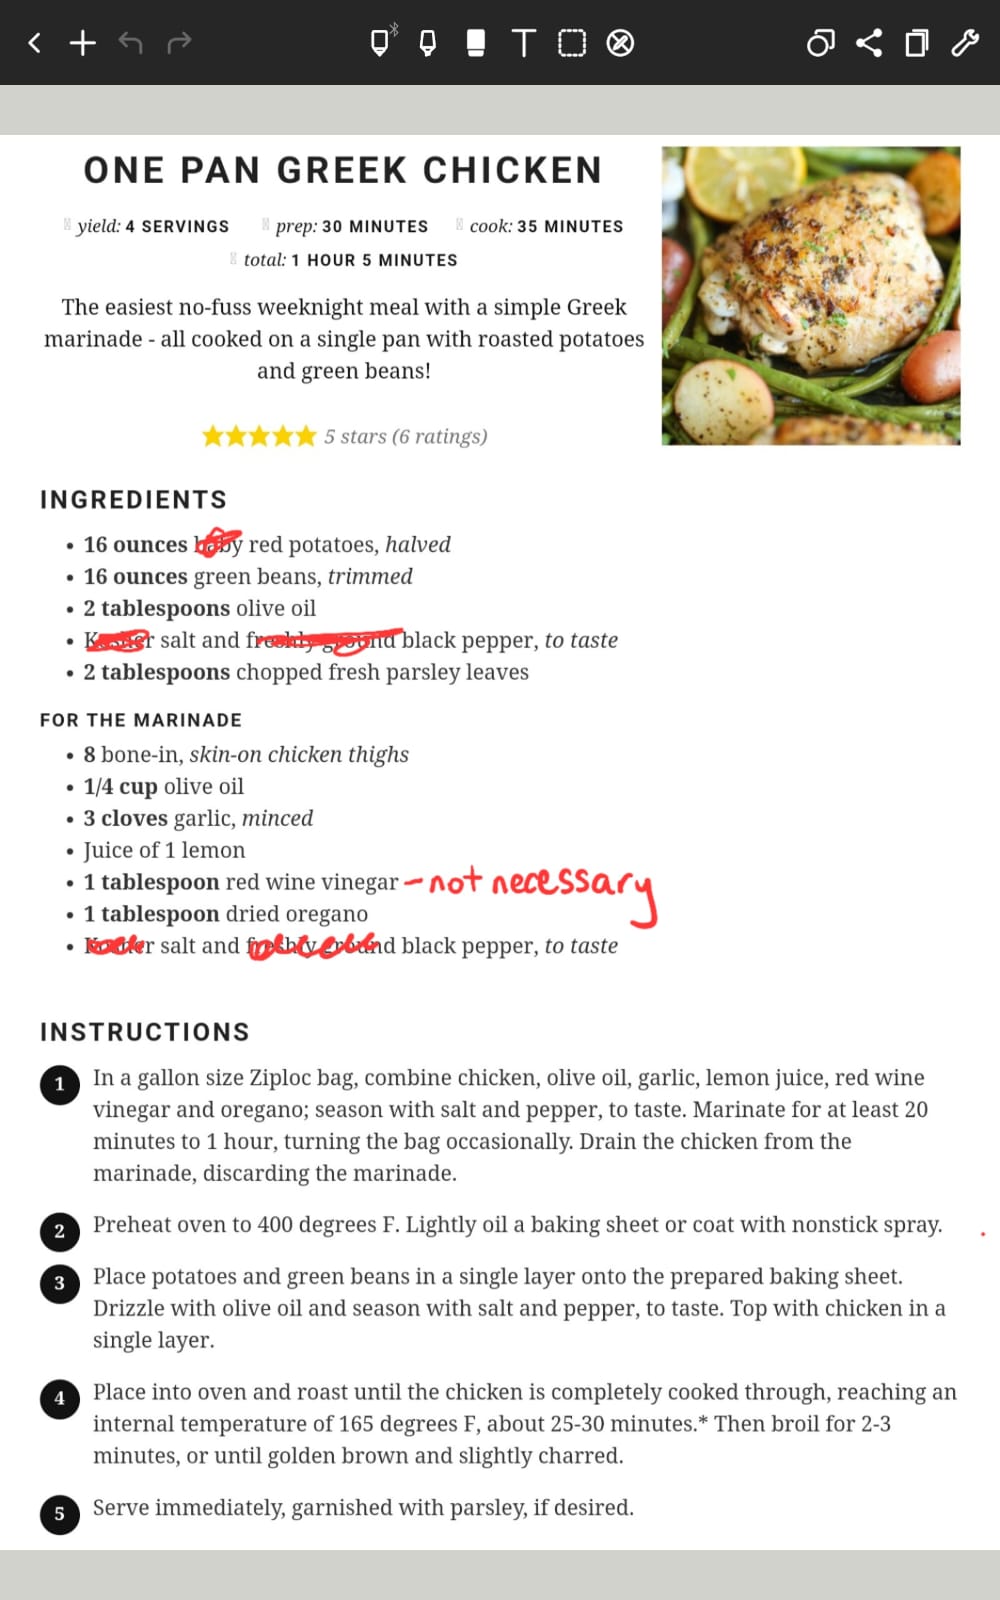 ONE PAN GREEK CHICKEN
yield: 4 SERVINGS prep: 30 MINUTES cook: 35 MINUTES
total: 1 HOUR 5 MINUTES
The easiest no-fuss weeknight meal with a simple Greek
marinade - all cooked on a single pan with roasted potatoes
and green beans!
5 stars (6 ratings)
INGREDIENTS
• 16 ounces baby red potatoes, halved
• 16 ounces green beans, trimmed
• 2 tablespoons olive oil
• Kosher salt and freshly ground black pepper, to taste
• 2 tablespoons chopped fresh parsley leaves
FOR THE MARINADE
• 8 bone-in, skin-on chicken thighs
• 1/4 cup olive oil
• 3 cloves garlic, minced
• Juice of 1 lemon
• 1 tablespoon red wine vinegar - not necessary
• 1 tablespoon dried oregano
• Kosher salt and freshly ground black pepper, to taste
INSTRUCTIONS
1 In a gallon size Ziploc bag, combine chicken, olive oil, garlic, lemon juice, red wine
vinegar and oregano; season with salt and pepper, to taste. Marinate for at least 20
minutes to 1 hour, turning the bag occasionally. Drain the chicken from the
marinade, discarding the marinade.
2 Preheat oven to 400 degrees F. Lightly oil a baking sheet or coat with nonstick spray.
3 Place potatoes and green beans in a single layer onto the prepared baking sheet.
Drizzle with olive oil and season with salt and pepper, to taste. Top with chicken in a
single layer.
4 Place into oven and roast until the chicken is completely cooked through, reaching an
internal temperature of 165 degrees F, about 25-30 minutes.* Then broil for 2-3
minutes, or until golden brown and slightly charred.
5 Serve immediately, garnished with parsley, if desired.